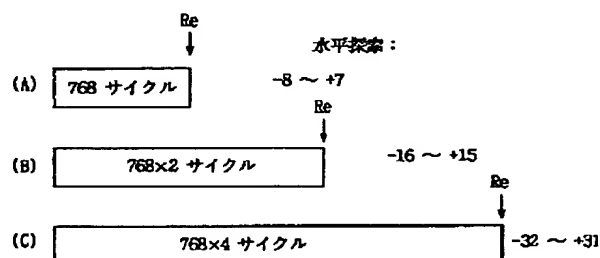 Re
水平探索：
(A) 768 サイクル -8 ～ +7
Re
(B) 768×2 サイクル -16 ～ +15
Re
(C) 768×4 サイクル -32 ～ +31